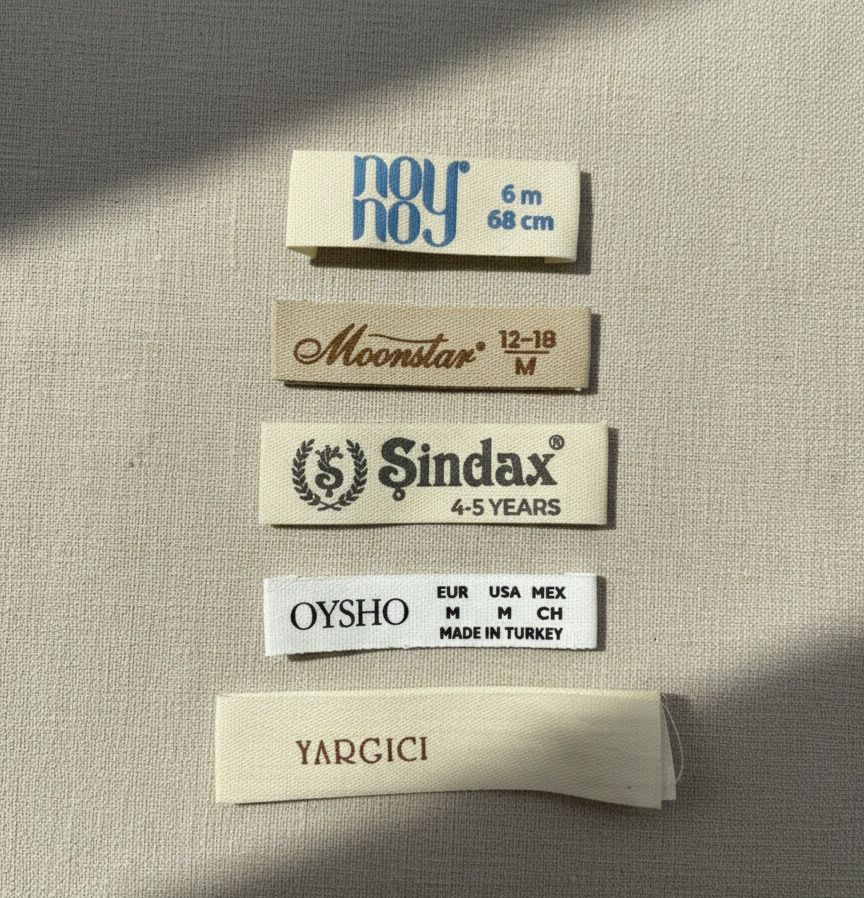 noy
noy
6 m
68 cm
Moonstar
12-18
M
Şindax®
4-5 YEARS
OYSHO
EUR USA MEX
M M CH
MADE IN TURKEY
YARGICI